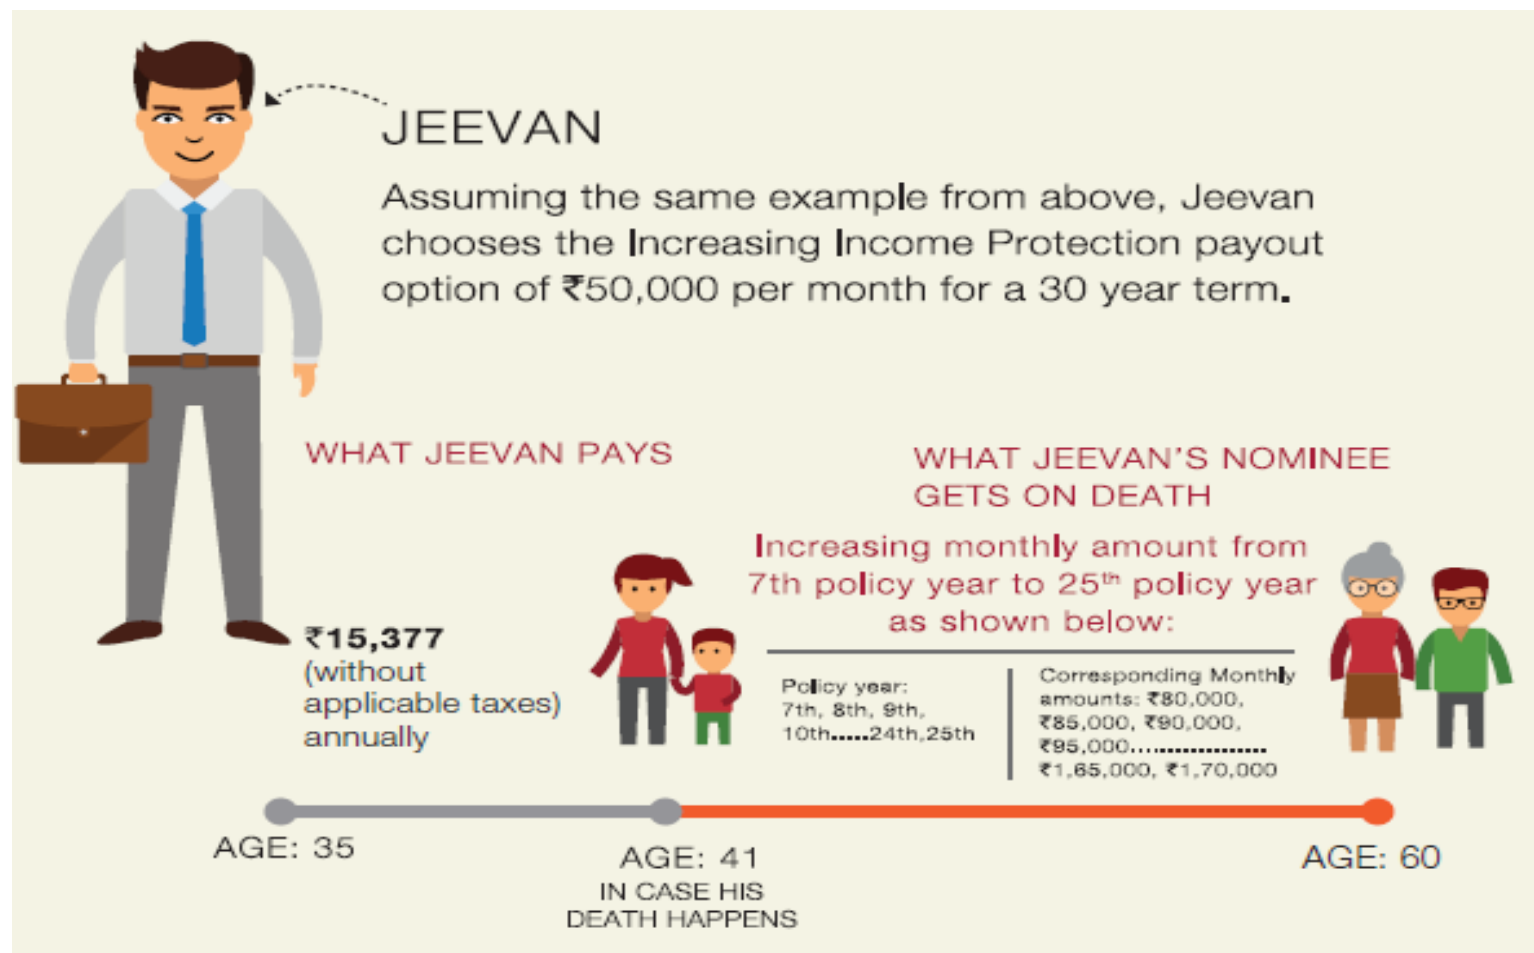 JEEVAN
Assuming the same example from above, Jeevan
chooses the Increasing Income Protection payout
option of ₹50,000 per month for a 30 year term.
WHAT JEEVAN PAYS
₹15,377
(without
applicable taxes)
annually
WHAT JEEVAN'S NOMINEE
GETS ON DEATH
Increasing monthly amount from
7th policy year to 25th policy year
as shown below:
Policy year:
7th, 8th, 9th,
10th.....24th,25th
Corresponding Monthly
amounts: ₹80,000,
₹85,000, ₹90,000,
₹95,000...................
₹1,65,000, ₹1,70,000
AGE: 35
AGE: 41
IN CASE HIS
DEATH HAPPENS
AGE: 60